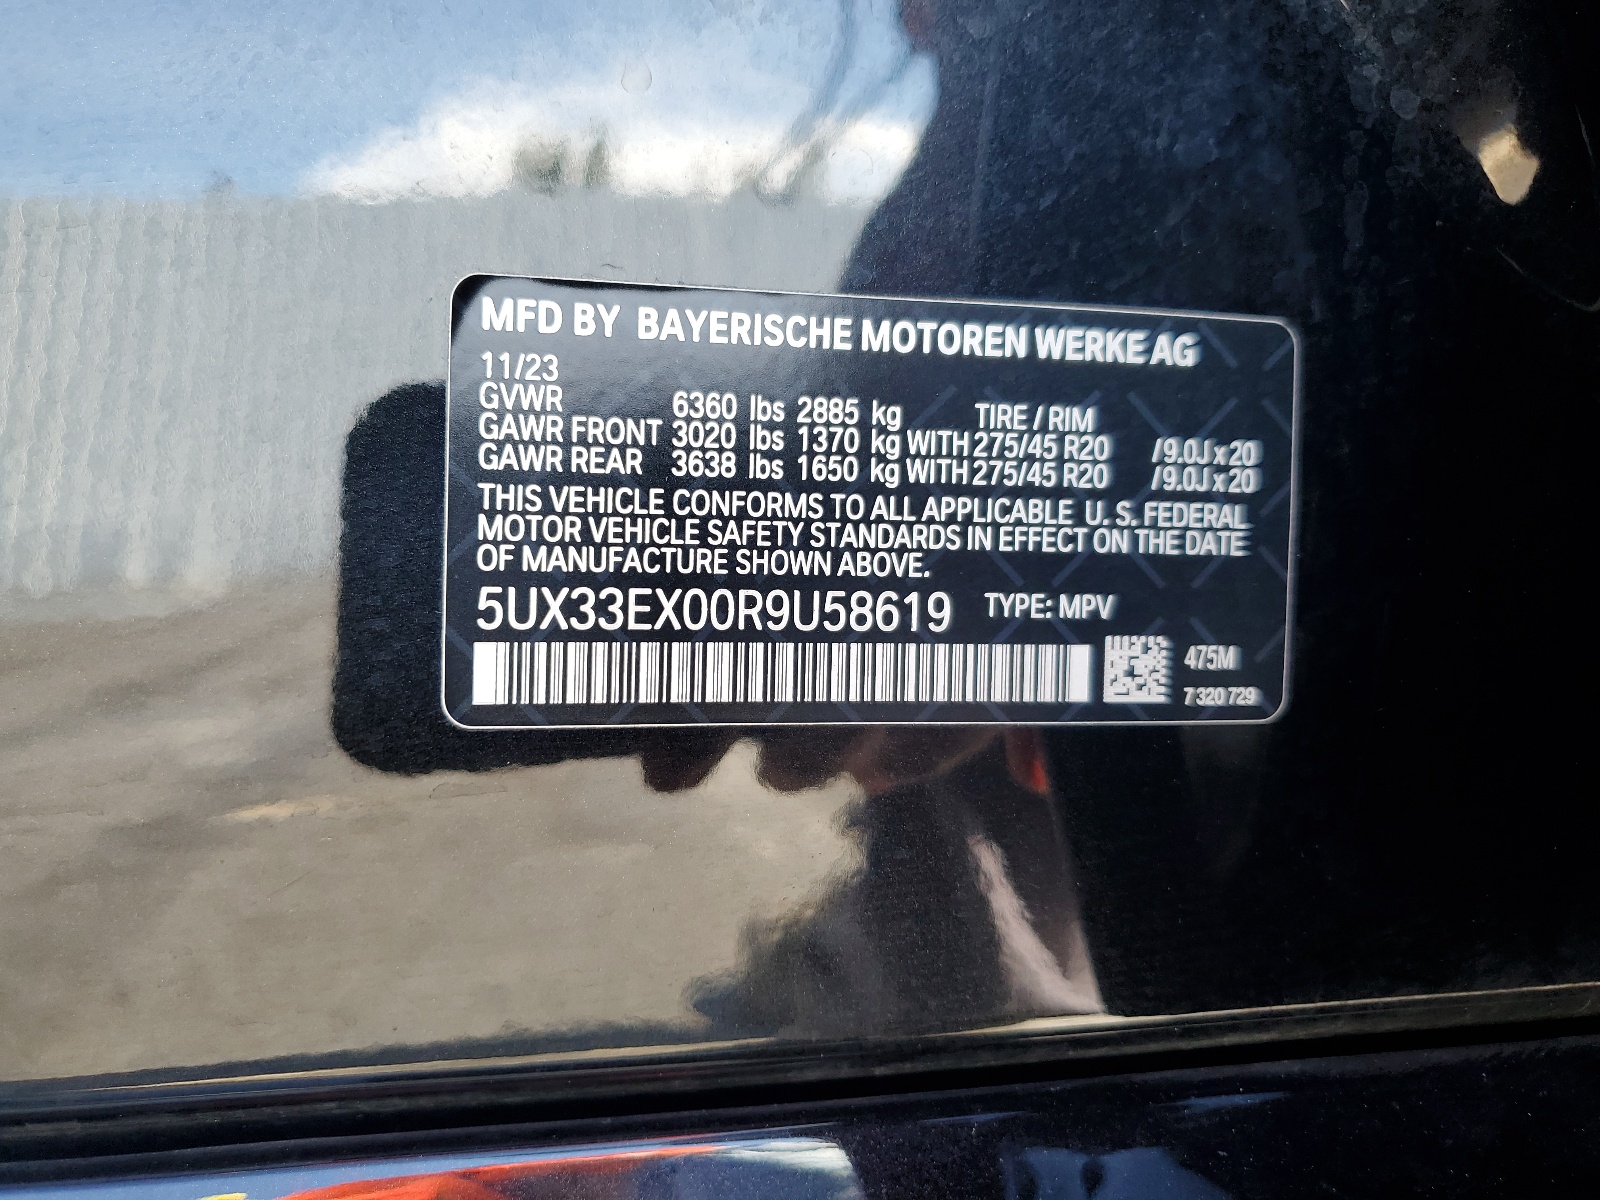 MFD BY BAYERISCHE MOTOREN WERKE AG
11/23
GVWR 6360 lbs 2885 kg TIRE / RIM
GAWR FRONT 3020 lbs 1370 kg WITH 275/45 R20 /9.0J x 20
GAWR REAR 3638 lbs 1650 kg WITH 275/45 R20 /9.0J x 20
THIS VEHICLE CONFORMS TO ALL APPLICABLE U. S. FEDERAL
MOTOR VEHICLE SAFETY STANDARDS IN EFFECT ON THE DATE
OF MANUFACTURE SHOWN ABOVE.
5UX33EX00R9U58619 TYPE: MPV
475M
7 320 729